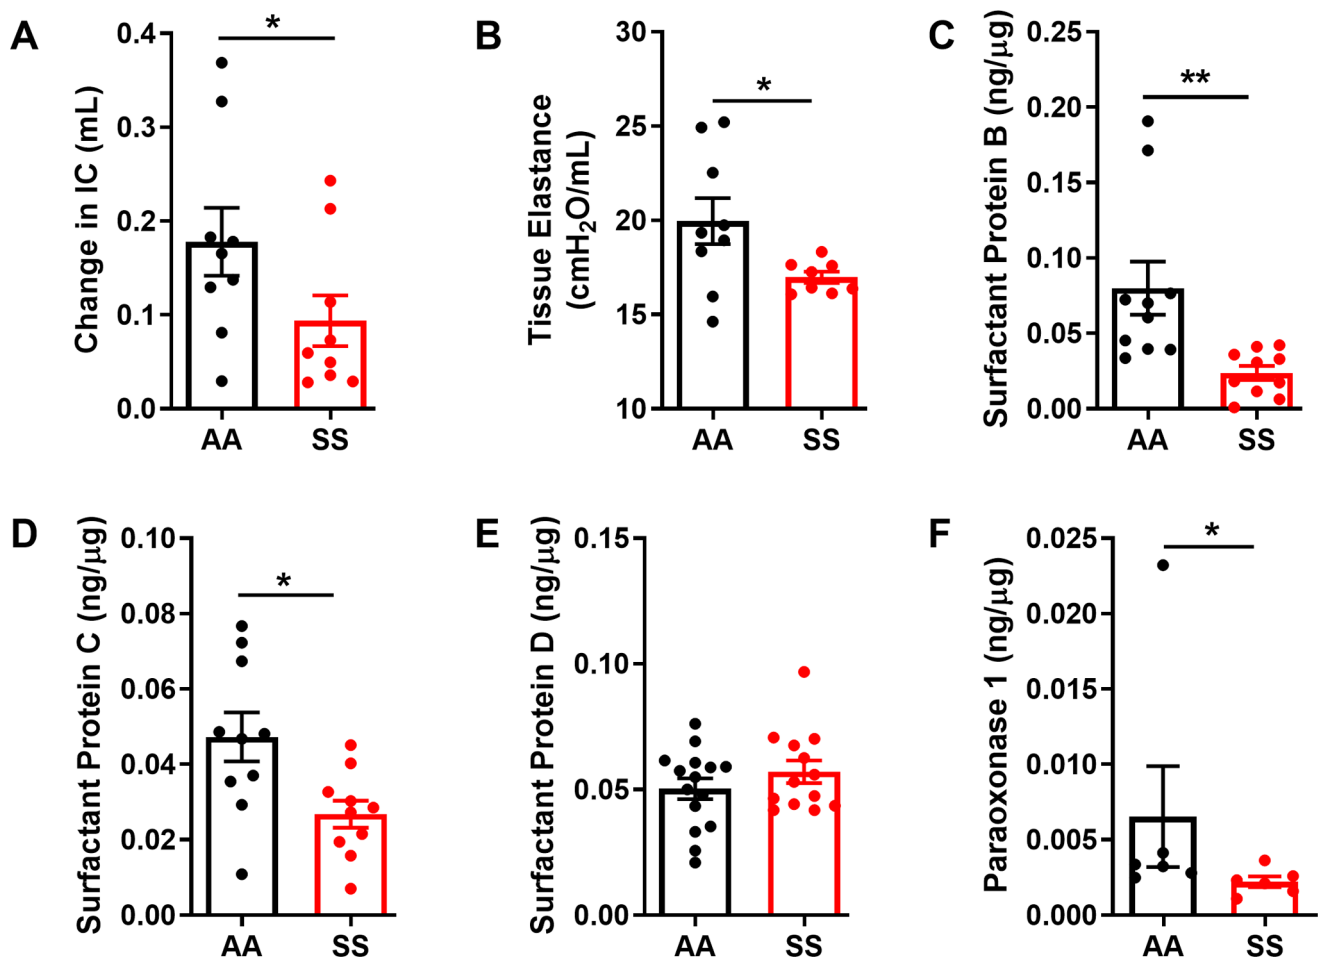 A
Change in IC (mL)
0.4
0.3
0.2
0.1
0.0
*
AA SS
B
Tissue Elastance
(cmH₂O/mL)
30
25
20
15
10
*
AA SS
C
Surfactant Protein B (ng/μg)
0.25
0.20
0.15
0.10
0.05
0.00
**
AA SS
D
Surfactant Protein C (ng/μg)
0.10
0.08
0.06
0.04
0.02
0.00
*
AA SS
E
Surfactant Protein D (ng/μg)
0.15
0.10
0.05
0.00
AA SS
F
Paraoxonase 1 (ng/μg)
0.025
0.020
0.015
0.010
0.005
0.000
*
AA SS